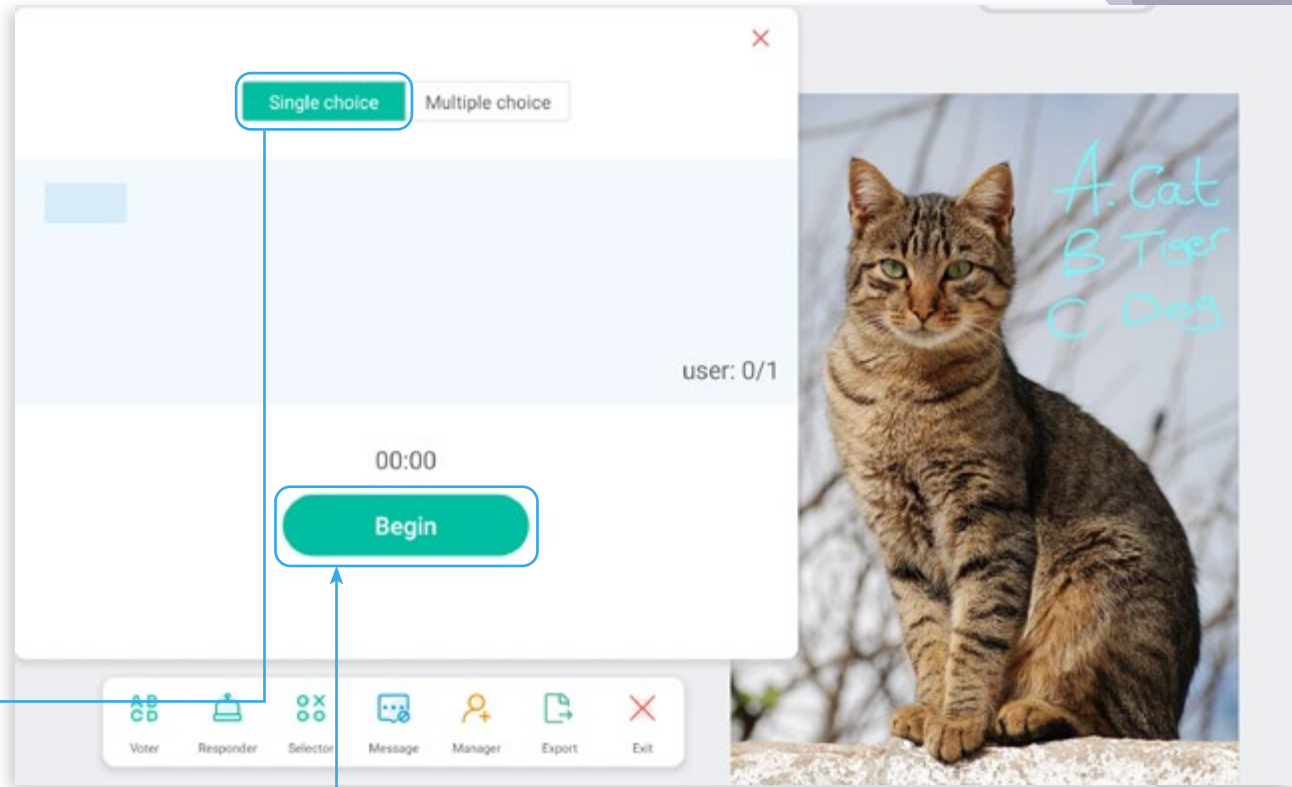 Single choice Multiple choice
user: 0/1
00:00
Begin
Voter Responder Selector Message Manager Export Exit
A. Cat
B Tiger
C Dog